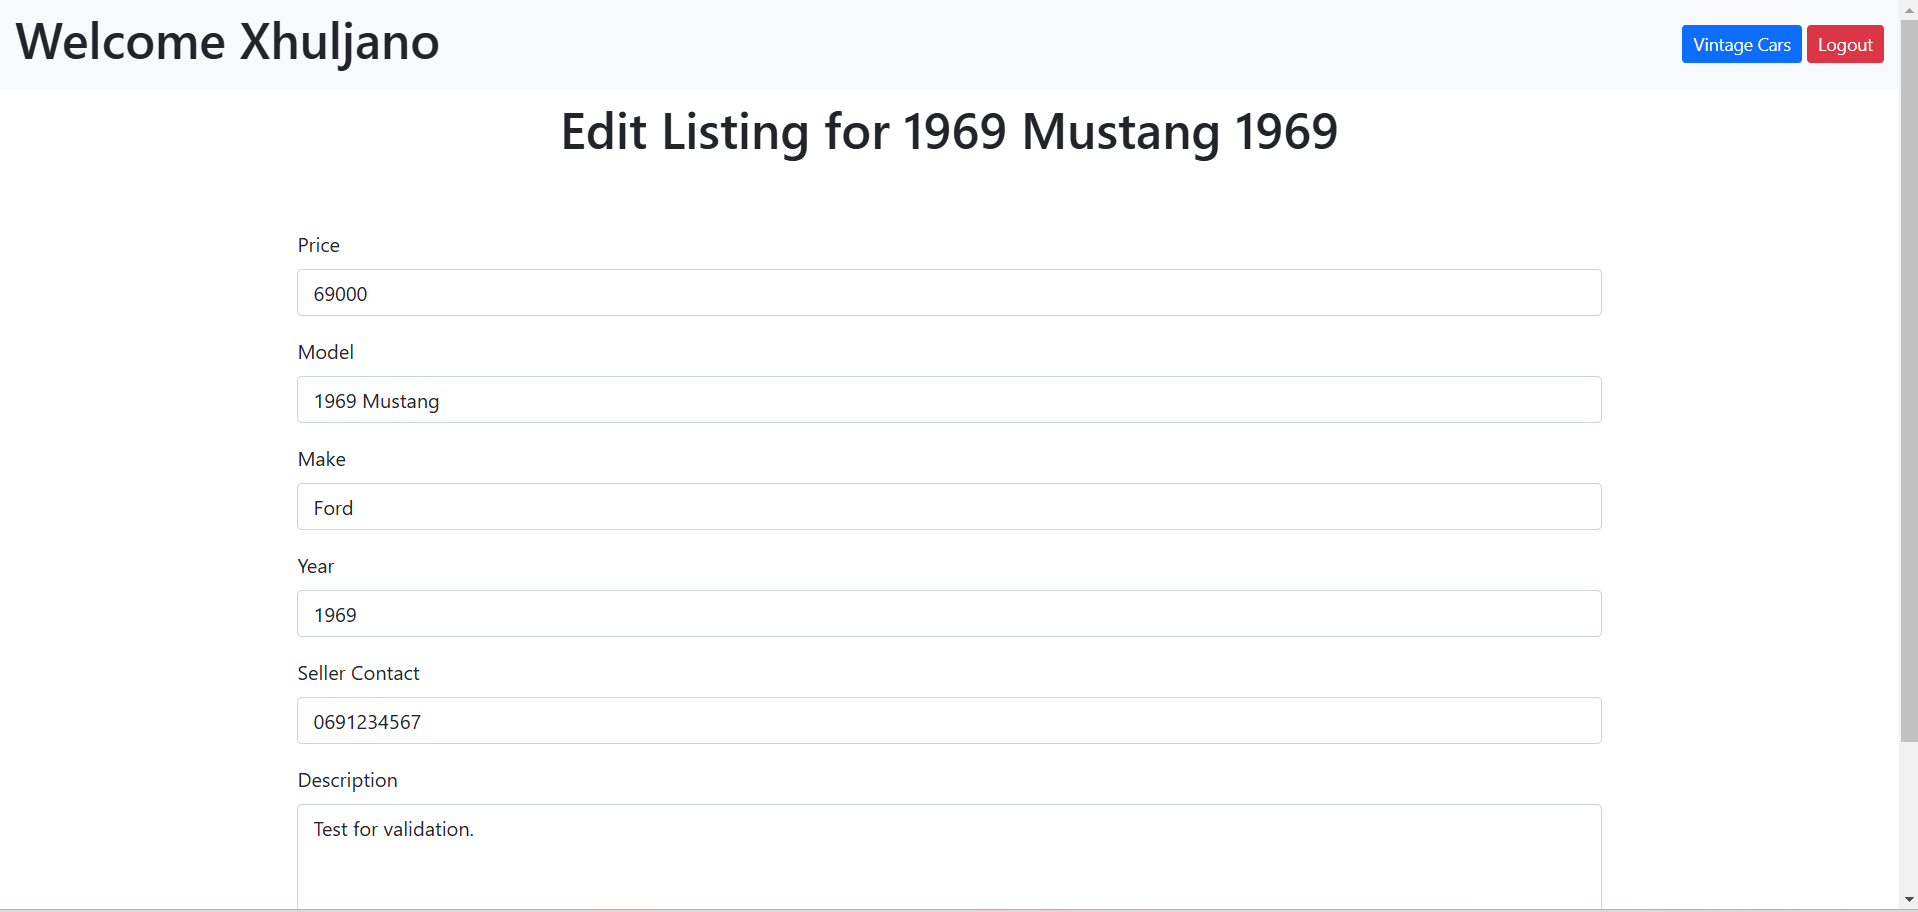 Welcome Xhuljano
Vintage Cars
Logout
Edit Listing for 1969 Mustang 1969
Price
69000
Model
1969 Mustang
Make
Ford
Year
1969
Seller Contact
0691234567
Description
Test for validation.